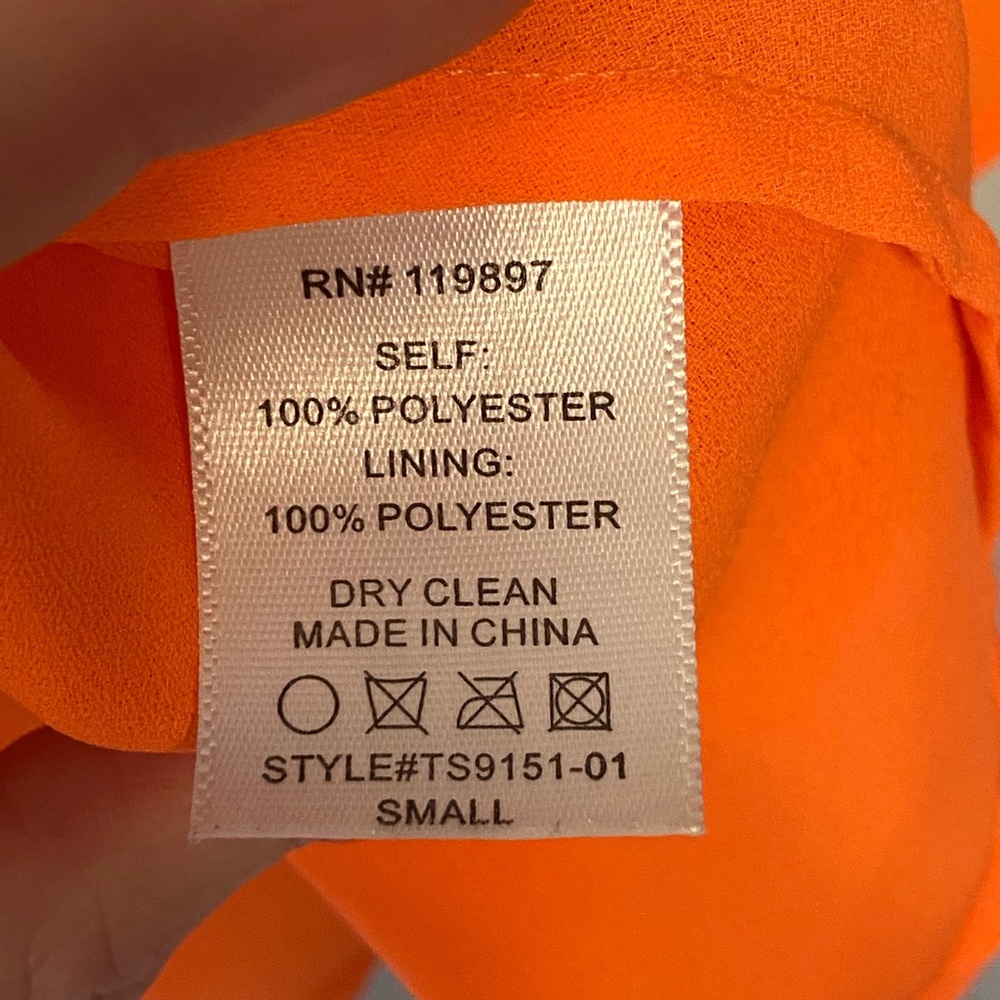 RN# 119897
SELF:
100% POLYESTER
LINING:
100% POLYESTER
DRY CLEAN
MADE IN CHINA
STYLE#TS9151-01
SMALL